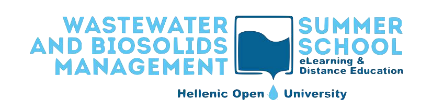 WASTEWATER
AND BIOSOLIDS
MANAGEMENT
SUMMER
SCHOOL
eLearning &
Distance Education
Hellenic Open University